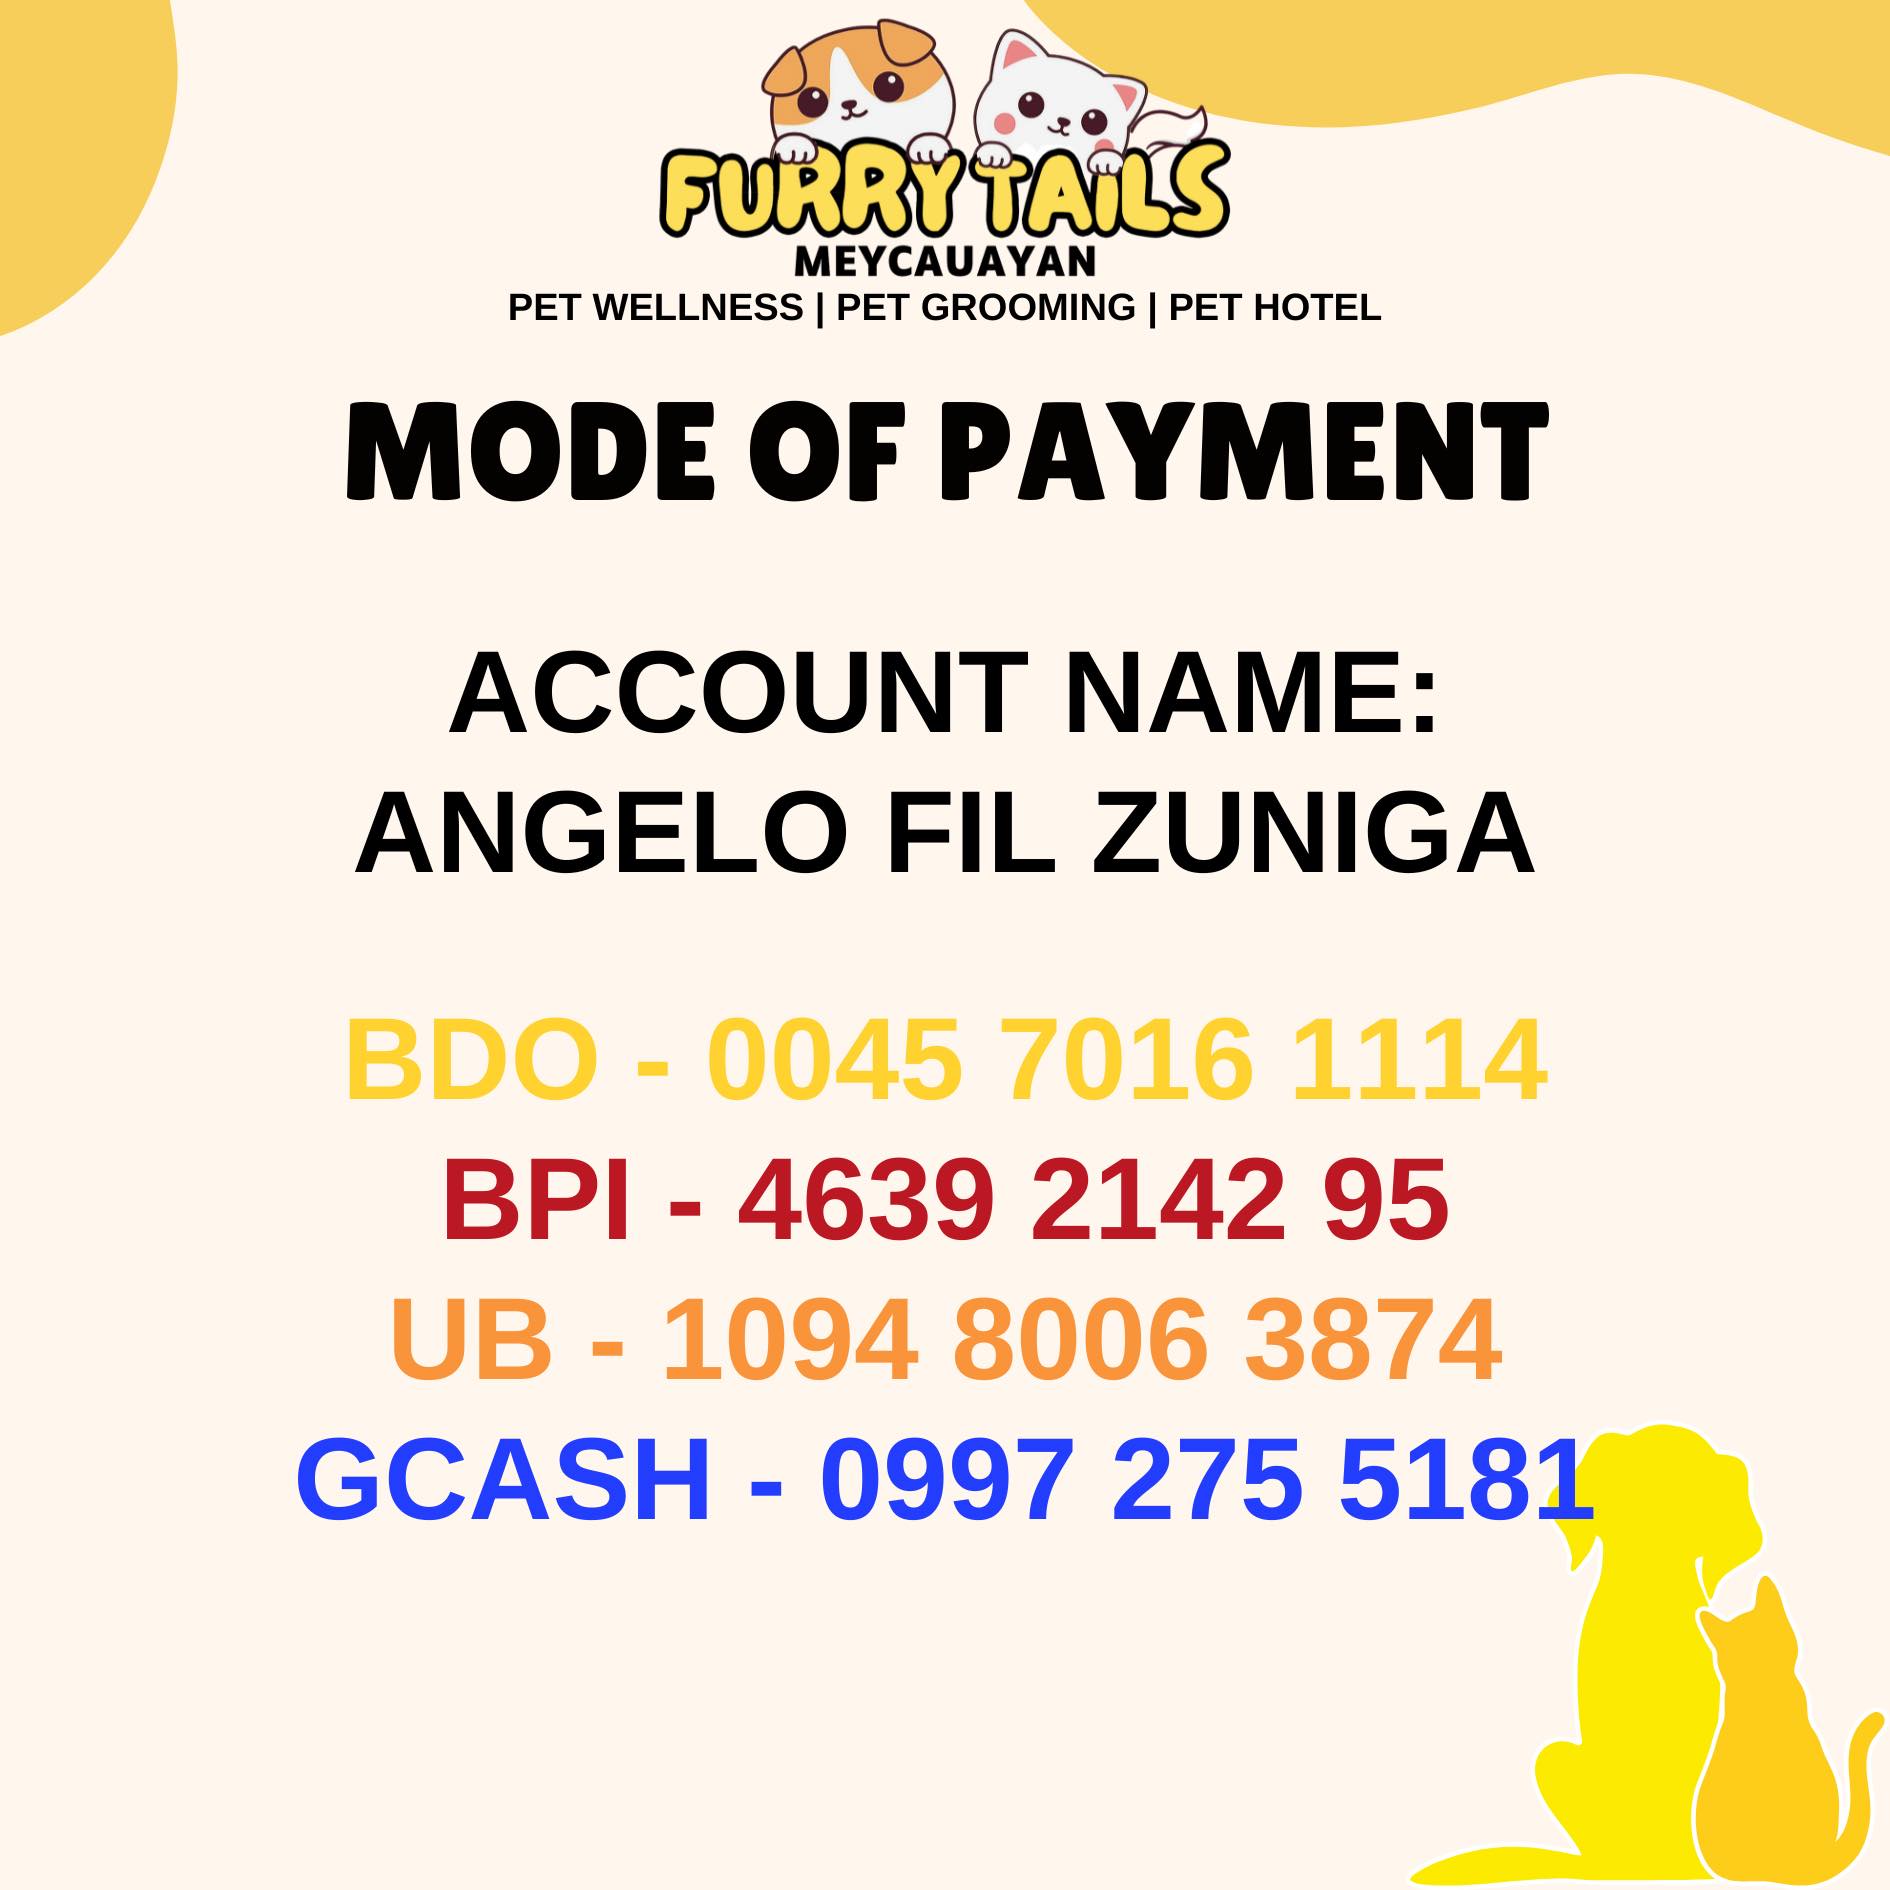 FURRY TAILS
MEYCAUAYAN
PET WELLNESS | PET GROOMING | PET HOTEL
MODE OF PAYMENT
ACCOUNT NAME:
ANGELO FIL ZUNIGA
BDO - 0045 7016 1114
BPI - 4639 2142 95
UB - 1094 8006 3874
GCASH - 0997 275 5181